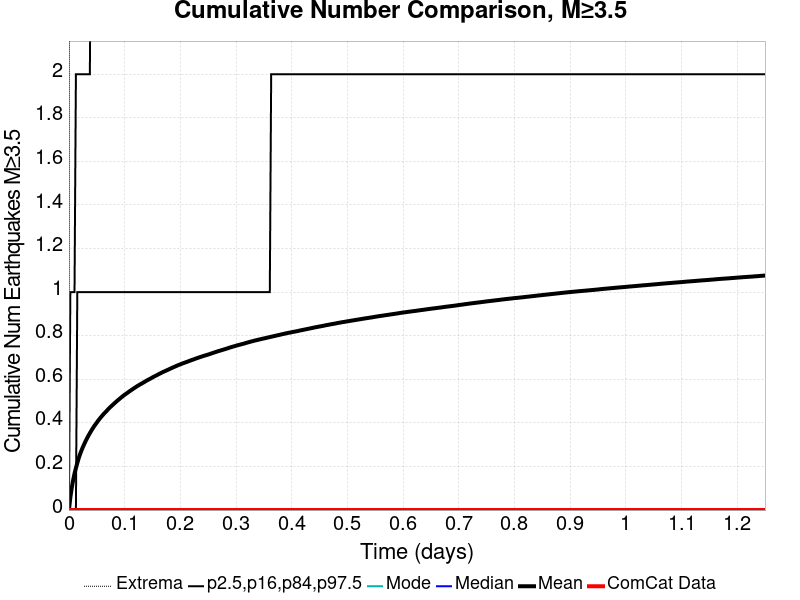 Cumulative Number Comparison, M≥3.5
Cumulative Num Earthquakes M≥3.5
2
1.8
1.6
1.4
1.2
1
0.8
0.6
0.4
0.2
0
0 0.1 0.2 0.3 0.4 0.5 0.6 0.7 0.8 0.9 1 1.1 1.2
Time (days)
Extrema p2.5,p16,p84,p97.5 Mode Median Mean ComCat Data